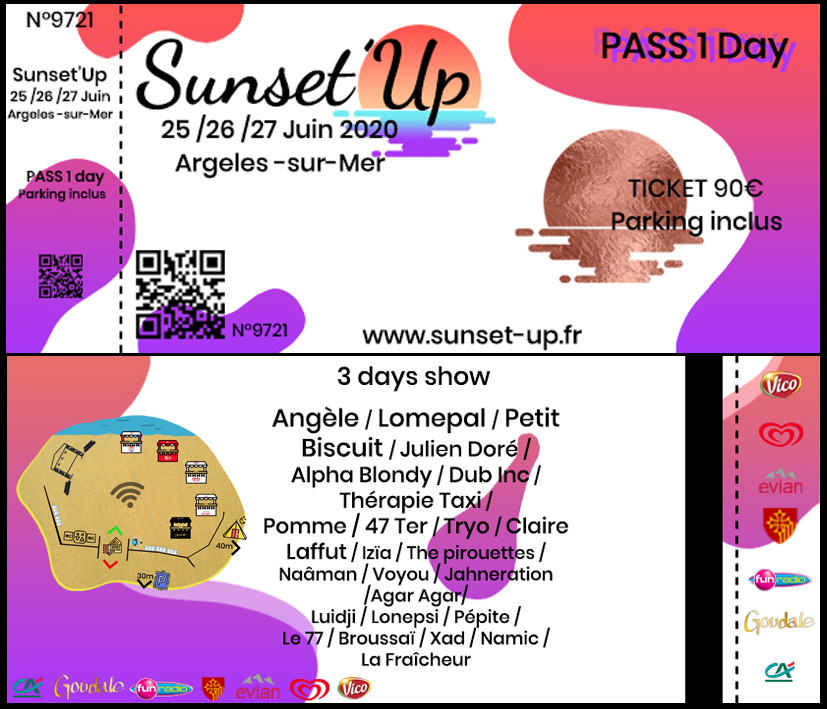 N°9721
Sunset'Up
25 /26 /27 Juin
Argeles -sur-Mer
PASS 1 day
Parking inclus
Sunset'Up
25 /26 /27 Juin 2020
Argeles -sur-Mer
N°9721
PASS 1 Day
TICKET 90€
Parking inclus
www.sunset-up.fr
3 days show
Angèle / Lomepal / Petit
Biscuit / Julien Doré /
Alpha Blondy / Dub Inc /
Thérapie Taxi /
Pomme / 47 Ter / Tryo / Claire
Laffut / Izïa / The pirouettes /
Naâman / Voyou / Jahneration
/Agar Agar/
Luidji / Lonepsi / Pépite /
Le 77 / Broussaï / Xad / Namic /
La Fraîcheur
WC
WC
40m
30m
P
CA
Goudale
fun radio
evian
Vico
Vico
evian
fun radio
Goudale
CA